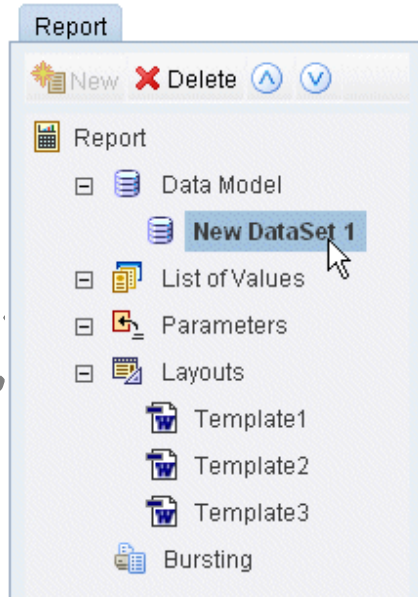 Report
New Delete
Report
Data Model
New DataSet 1
List of Values
Parameters
Layouts
Template1
Template2
Template3
Bursting